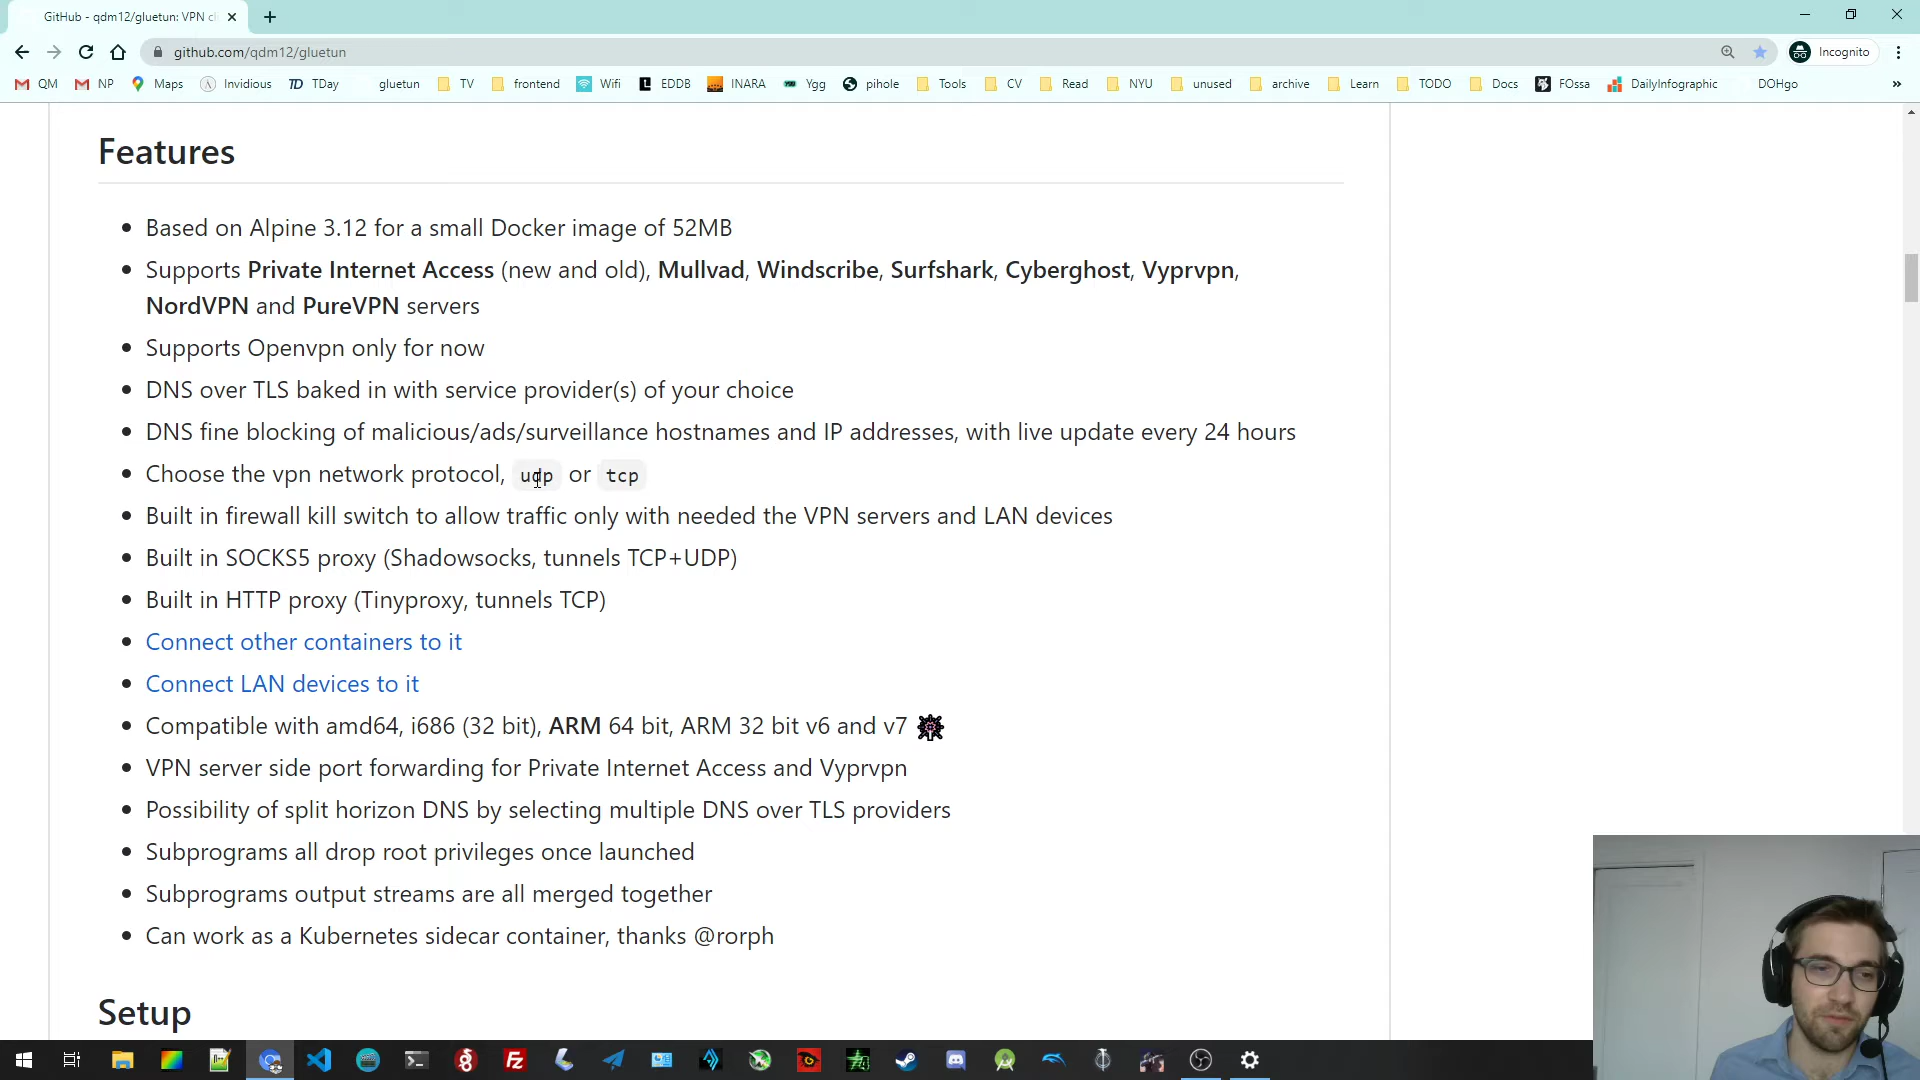 GitHub - qdm12/gluetun: VPN cli
github.com/qdm12/gluetun
Incognito
QM NP Maps Invidious TD TDay gluetun TV frontend Wifi EDDB INARA Ygg pihole Tools CV Read NYU unused archive Learn TODO Docs FOssa DailyInfographic DOHgo »
Features
Based on Alpine 3.12 for a small Docker image of 52MB
Supports Private Internet Access (new and old), Mullvad, Windscribe, Surfshark, Cyberghost, Vyprvpn,
NordVPN and PureVPN servers
Supports Openvpn only for now
DNS over TLS baked in with service provider(s) of your choice
DNS fine blocking of malicious/ads/surveillance hostnames and IP addresses, with live update every 24 hours
Choose the vpn network protocol, udp or tcp
Built in firewall kill switch to allow traffic only with needed the VPN servers and LAN devices
Built in SOCKS5 proxy (Shadowsocks, tunnels TCP+UDP)
Built in HTTP proxy (Tinyproxy, tunnels TCP)
Connect other containers to it
Connect LAN devices to it
Compatible with amd64, i686 (32 bit), ARM 64 bit, ARM 32 bit v6 and v7
VPN server side port forwarding for Private Internet Access and Vyprvpn
Possibility of split horizon DNS by selecting multiple DNS over TLS providers
Subprograms all drop root privileges once launched
Subprograms output streams are all merged together
Can work as a Kubernetes sidecar container, thanks @rorph
Setup